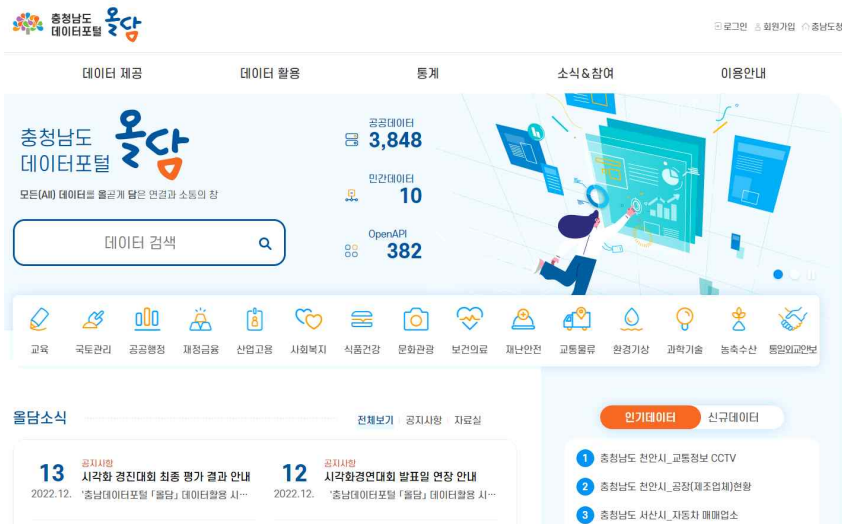 충청남도
데이터포털 올담
로그인 회원가입 충남도청
데이터 제공 데이터 활용 통계 소식&참여 이용안내
충청남도
데이터포털 올담
모든(All) 데이터를 올곧게 담은 연결과 소통의 창
데이터 검색
공공데이터
3,848
민간데이터
10
OpenAPI
382
교육 국토관리 공공행정 재정금융 산업고용 사회복지 식품건강 문화관광 보건의료 재난안전 교통물류 환경기상 과학기술 농축수산 통일외교안보
올담소식
전체보기 공지사항 자료실
13
2022.12.
공지사항
시각화 경진대회 최종 평가 결과 안내
'충남데이터포털 「올담」 데이터활용 시…
12
2022.12.
공지사항
시각화경연대회 발표일 연장 안내
'충남데이터포털 「올담」 데이터활용 시…
인기데이터 신규데이터
1 충청남도 천안시_교통정보 CCTV
2 충청남도 천안시_공장(제조업체)현황
3 충청남도 서산시_자동차 매매업소